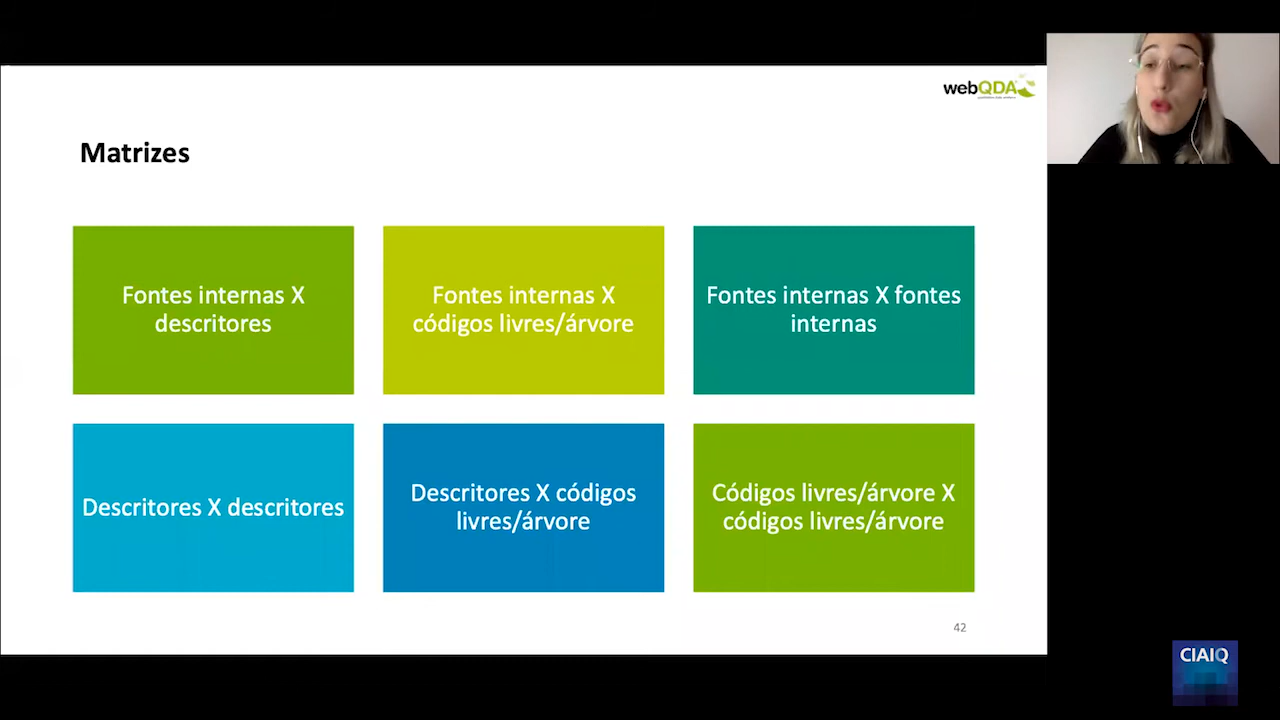 webQDA
Matrizes
Fontes internas X
descritores
Fontes internas X
códigos livres/árvore
Fontes internas X fontes
internas
Descritores X descritores
Descritores X códigos
livres/árvore
Códigos livres/árvore X
códigos livres/árvore
42
CIAIQ